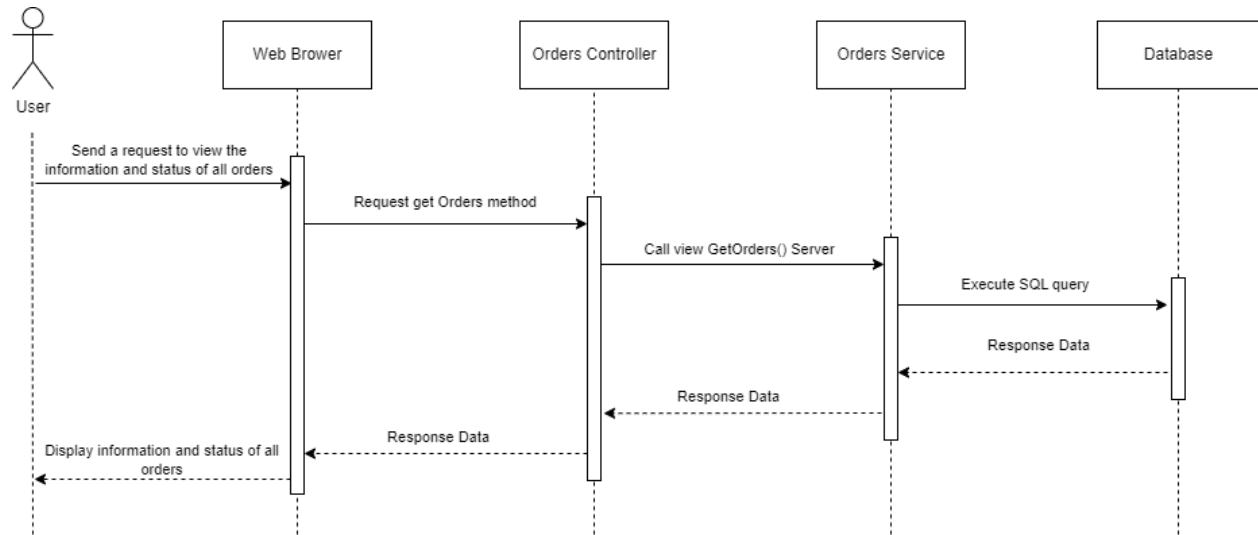 Web Brower
Orders Controller
Orders Service
Database
User
Send a request to view the
information and status of all orders
Request get Orders method
Call view GetOrders() Server
Execute SQL query
Response Data
Response Data
Response Data
Display information and status of all
orders